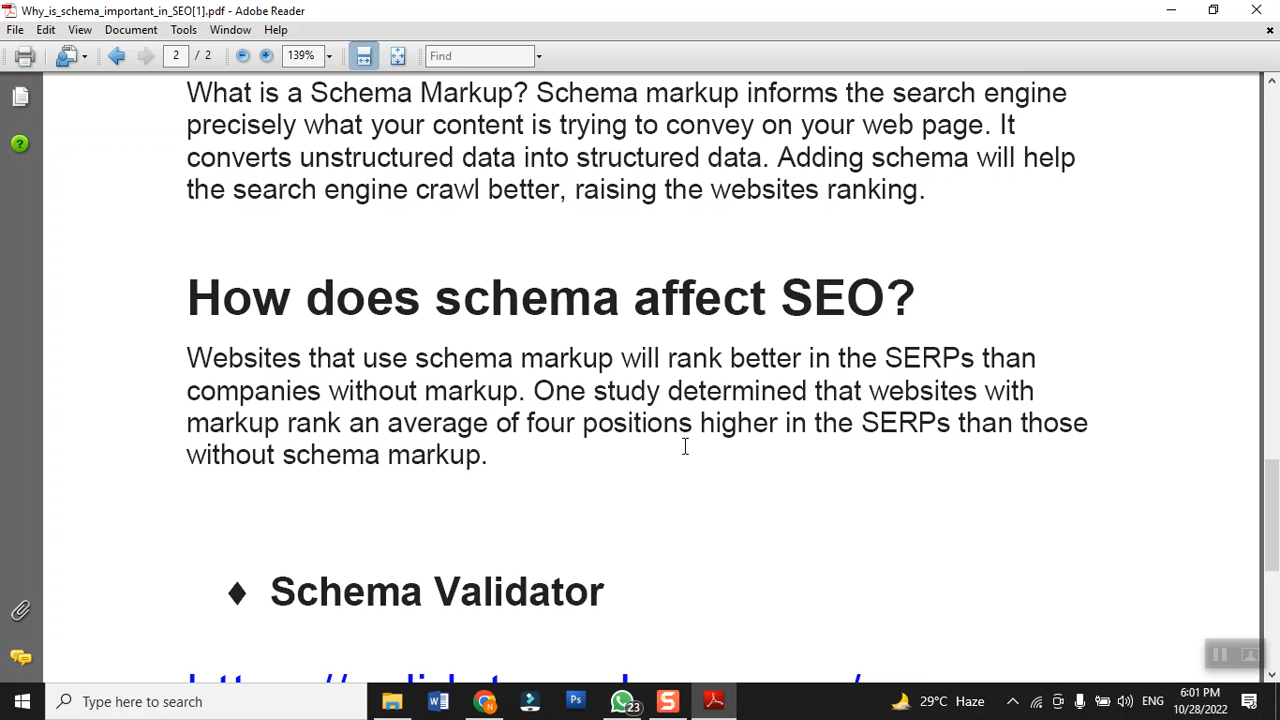 Why_is_schema_important_in_SEO[1].pdf - Adobe Reader
File Edit View Document Tools Window Help
2 / 2 139% Find
What is a Schema Markup? Schema markup informs the search engine
precisely what your content is trying to convey on your web page. It
converts unstructured data into structured data. Adding schema will help
the search engine crawl better, raising the websites ranking.
How does schema affect SEO?
Websites that use schema markup will rank better in the SERPs than
companies without markup. One study determined that websites with
markup rank an average of four positions higher in the SERPs than those
without schema markup.
♦ Schema Validator
Type here to search
23
29°C Haze
ENG
6:01 PM
10/28/2022